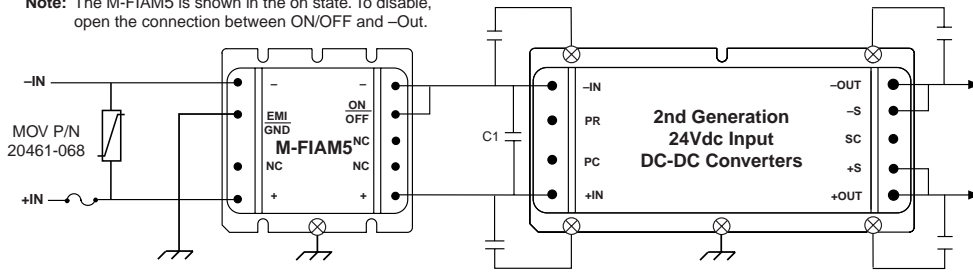 Note: The M-FIAM5 is shown in the on state. To disable,
open the connection between ON/OFF and –Out.
–IN
MOV P/N
20461-068
+IN
– –
EMI
GND
ON
OFF
M-FIAM5
NC
NC
NC
+ +
C1
–IN
PR
PC
+IN
2nd Generation
24Vdc Input
DC-DC Converters
–OUT
–S
SC
+S
+OUT